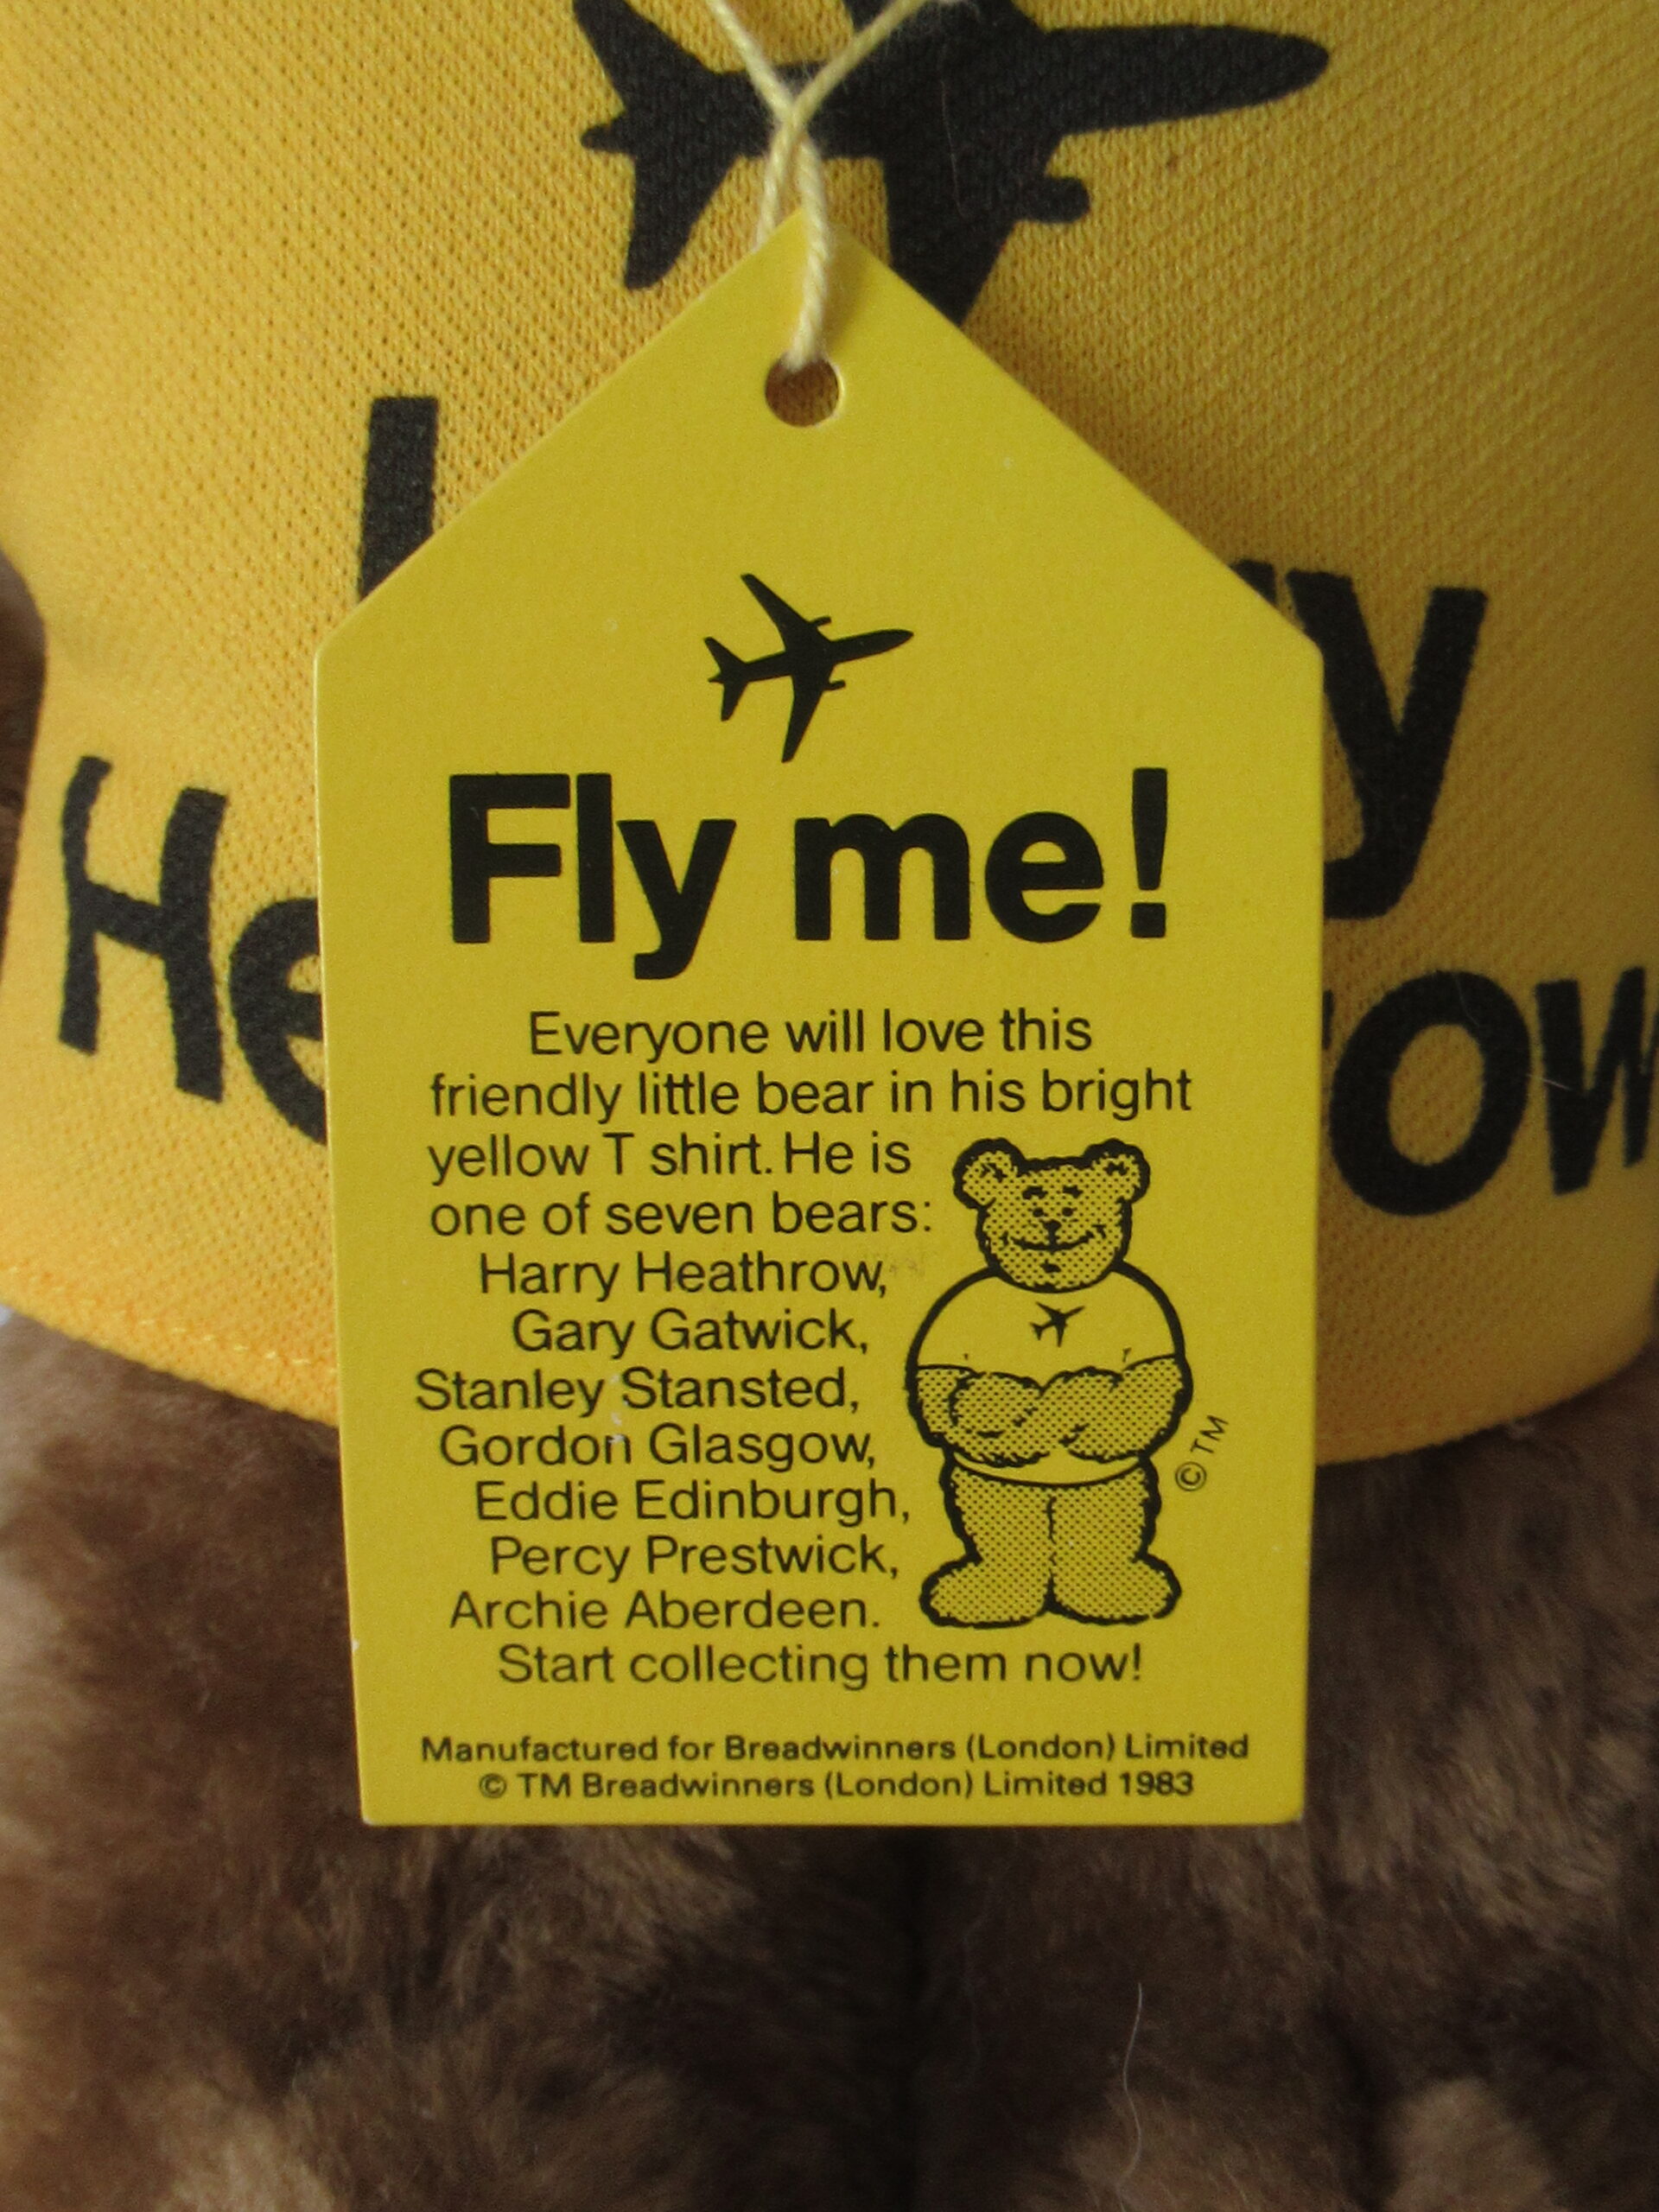 Fly me!
Everyone will love this
friendly little bear in his bright
yellow T shirt. He is
one of seven bears:
Harry Heathrow,
Gary Gatwick,
Stanley Stansted,
Gordon Glasgow,
Eddie Edinburgh,
Percy Prestwick,
Archie Aberdeen.
Start collecting them now!
© TM
Manufactured for Breadwinners (London) Limited
© TM Breadwinners (London) Limited 1983